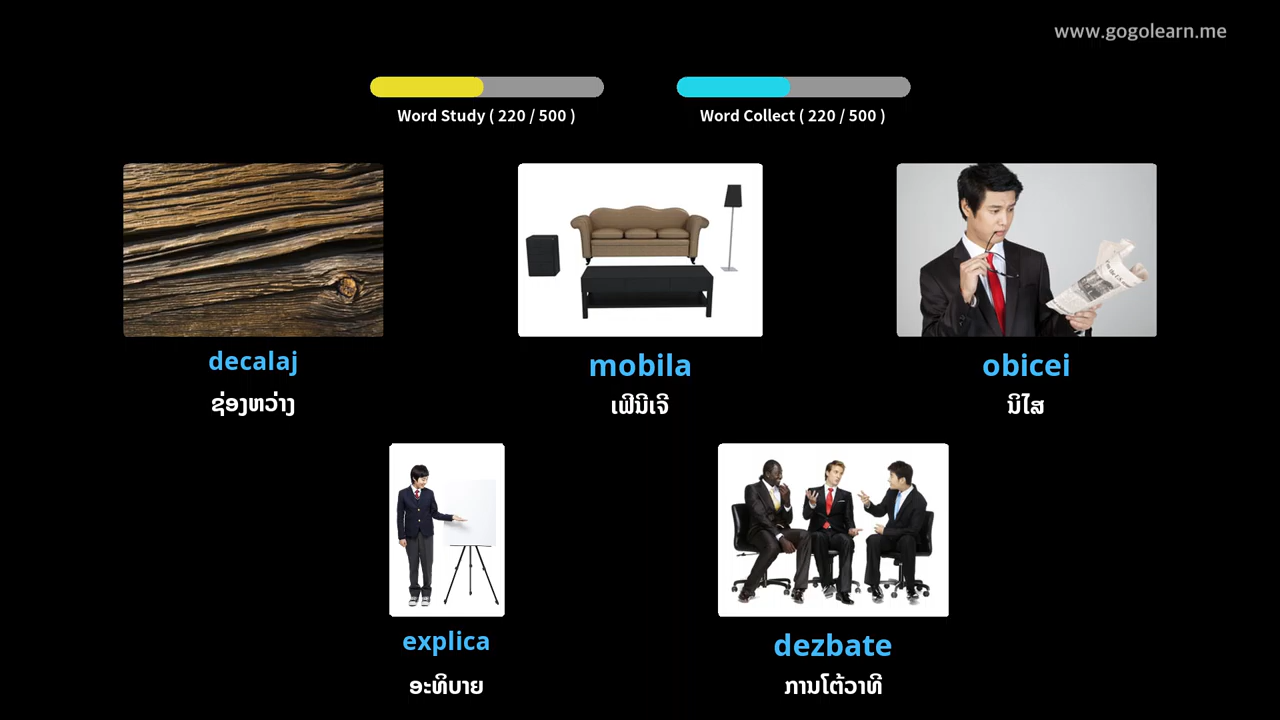 www.gogolearn.me
Word Study ( 220 / 500 )
Word Collect ( 220 / 500 )
decalaj
ຊ່ອງຫວ່າງ
mobila
ເຟີນີເຈີ
obicei
ນິໄສ
explica
ອະທິບາຍ
dezbate
ການໂຕ້ວາທີ